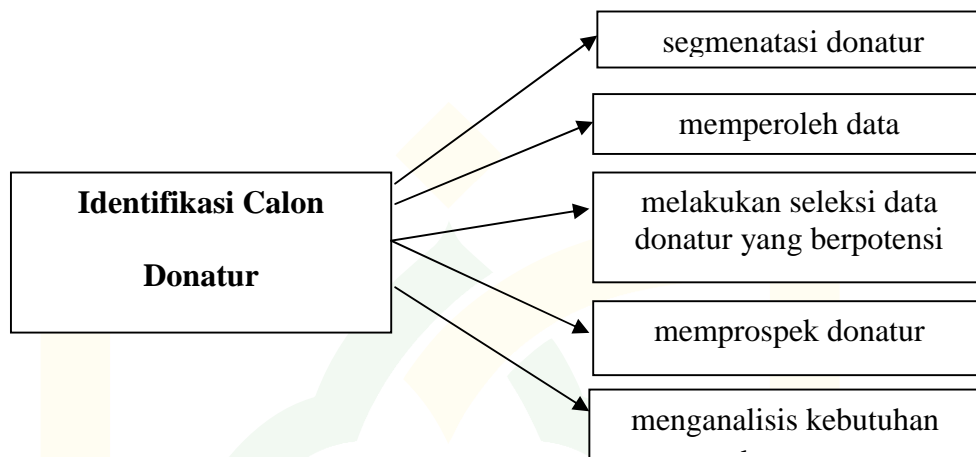 segmenatasi donatur
memperoleh data
Identifikasi Calon
Donatur
melakukan seleksi data
donatur yang berpotensi
memprospek donatur
menganalisis kebutuhan